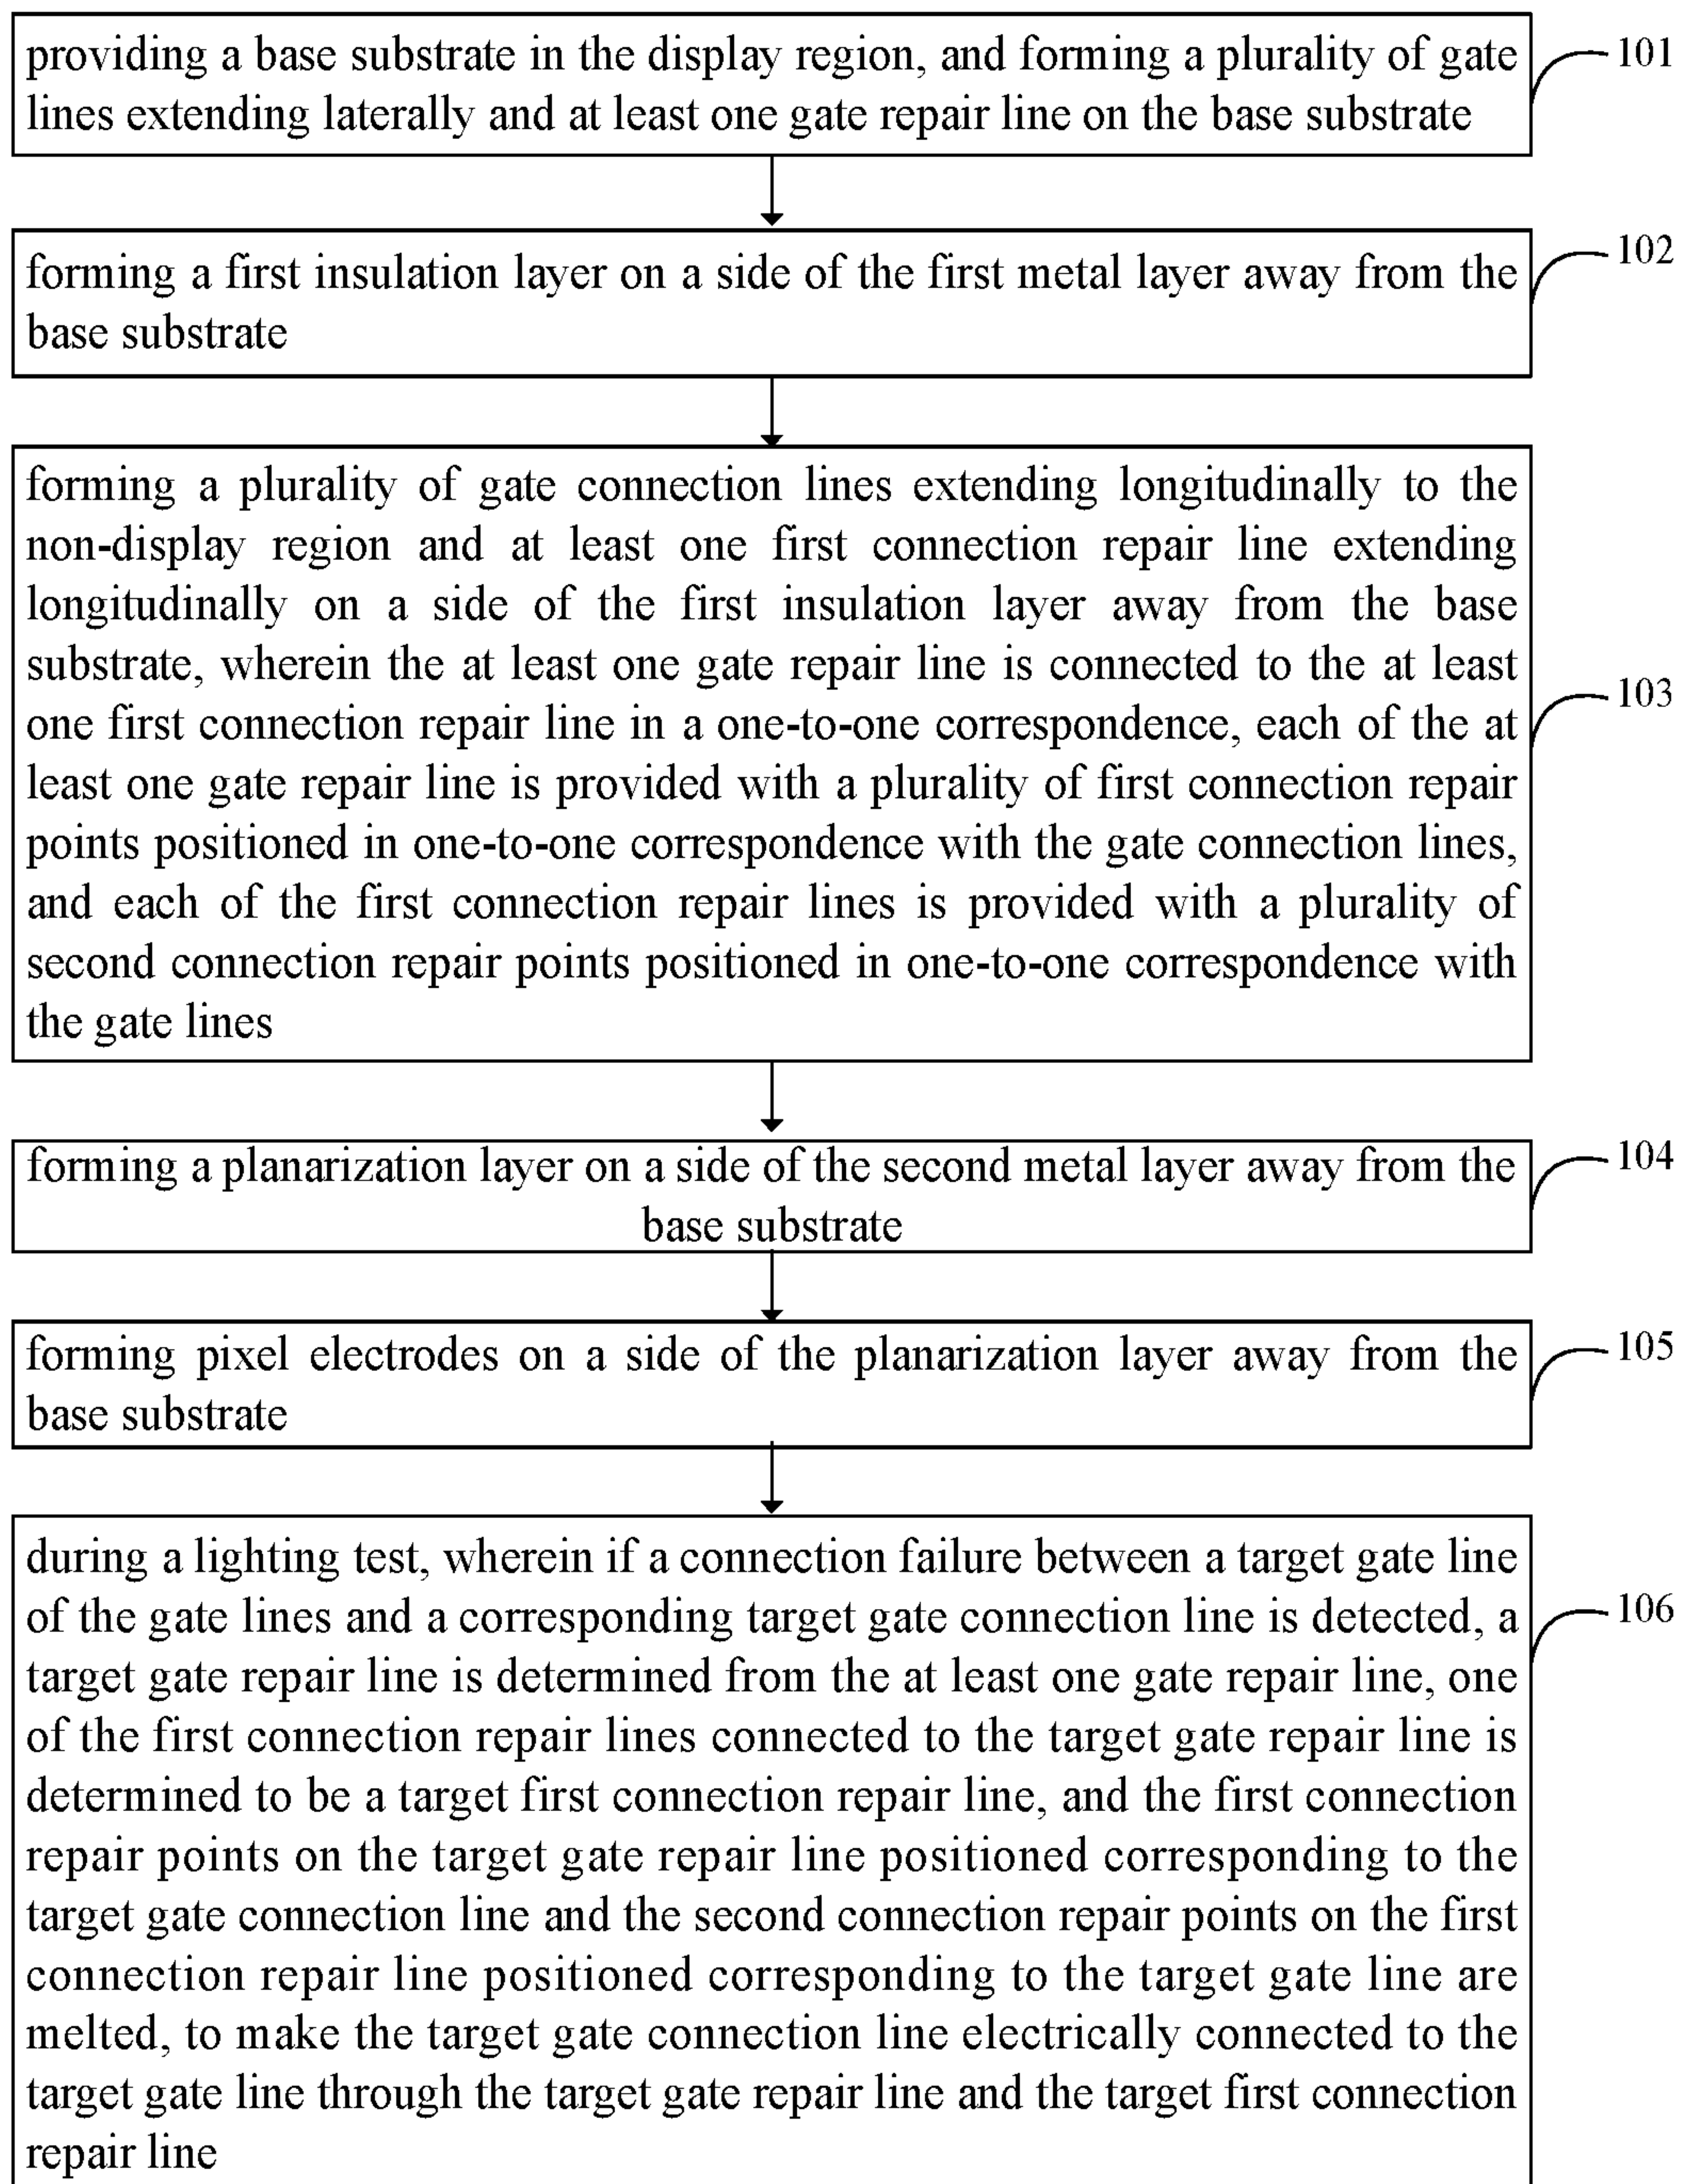 providing a base substrate in the display region, and forming a plurality of gate
lines extending laterally and at least one gate repair line on the base substrate
101
forming a first insulation layer on a side of the first metal layer away from the
base substrate
102
forming a plurality of gate connection lines extending longitudinally to the
non-display region and at least one first connection repair line extending
longitudinally on a side of the first insulation layer away from the base
substrate, wherein the at least one gate repair line is connected to the at least
one first connection repair line in a one-to-one correspondence, each of the at
least one gate repair line is provided with a plurality of first connection repair
points positioned in one-to-one correspondence with the gate connection lines,
and each of the first connection repair lines is provided with a plurality of
second connection repair points positioned in one-to-one correspondence with
the gate lines
103
forming a planarization layer on a side of the second metal layer away from the
base substrate
104
forming pixel electrodes on a side of the planarization layer away from the
base substrate
105
during a lighting test, wherein if a connection failure between a target gate line
of the gate lines and a corresponding target gate connection line is detected, a
target gate repair line is determined from the at least one gate repair line, one
of the first connection repair lines connected to the target gate repair line is
determined to be a target first connection repair line, and the first connection
repair points on the target gate repair line positioned corresponding to the
target gate connection line and the second connection repair points on the first
connection repair line positioned corresponding to the target gate line are
melted, to make the target gate connection line electrically connected to the
target gate line through the target gate repair line and the target first connection
repair line
106